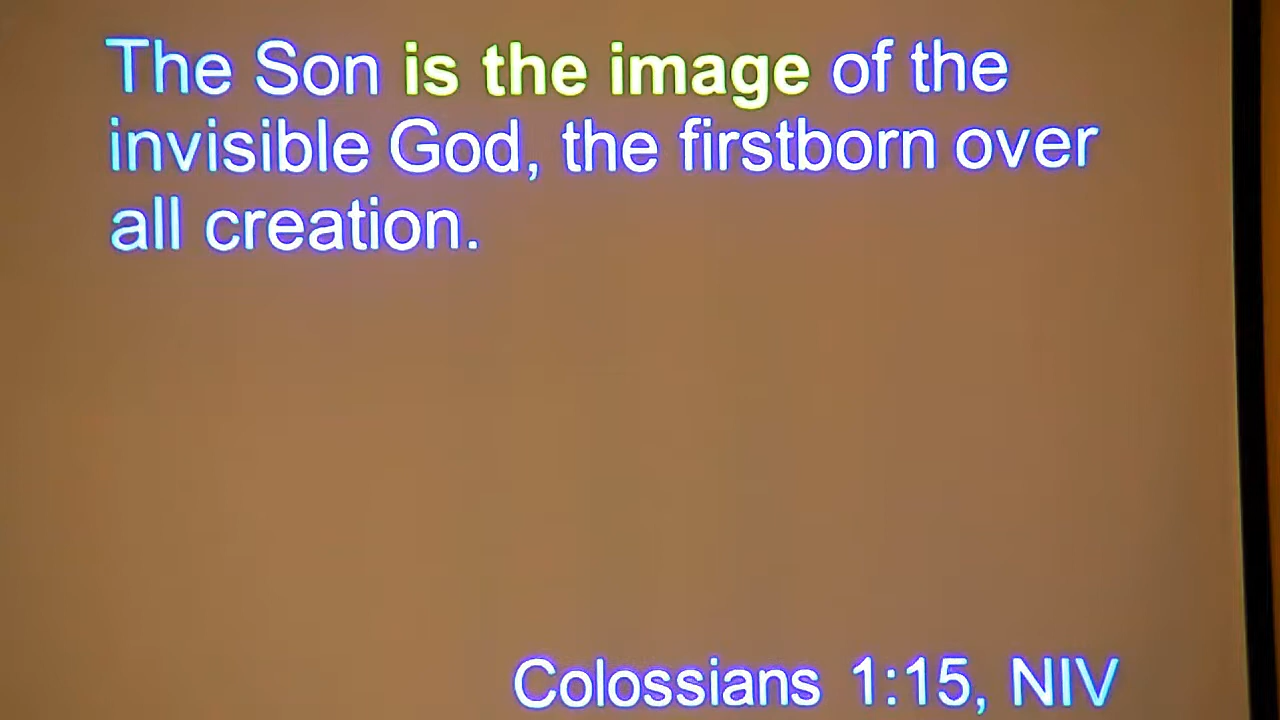 The Son is the image of the
invisible God, the firstborn over
all creation.
Colossians 1:15, NIV